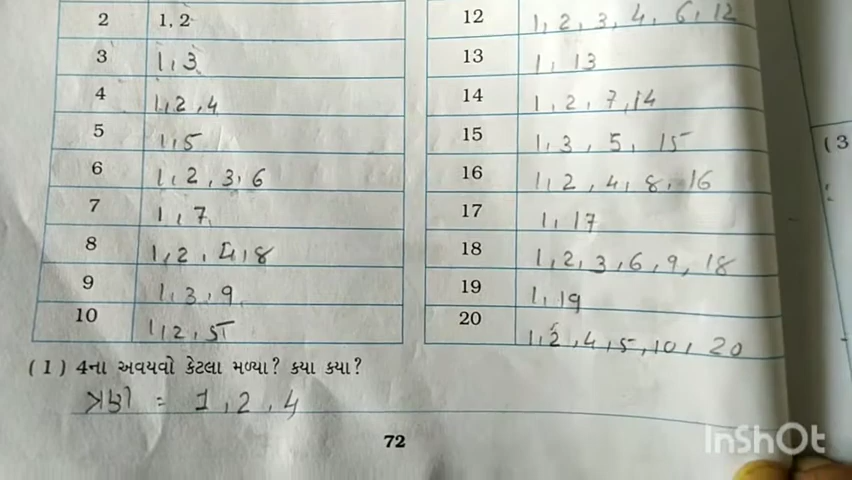 2 1, 2
3 1, 3
4 1, 2, 4
5 1, 5
6 1, 2, 3, 6
7 1, 7
8 1, 2, 4, 8
9 1, 3, 9
10 1, 2, 5
12 1, 2, 3, 4, 6, 12
13 1, 13
14 1, 2, 7, 14
15 1, 3, 5, 15
16 1, 2, 4, 8, 16
17 1, 17
18 1, 2, 3, 6, 9, 18
19 1, 19
20 1, 2, 4, 5, 10, 20
( 1 ) 4ના અવયવો કેટલા મળ્યા? કયા કયા?
ત્રણ = 1, 2, 4
72
( 3
InShOt